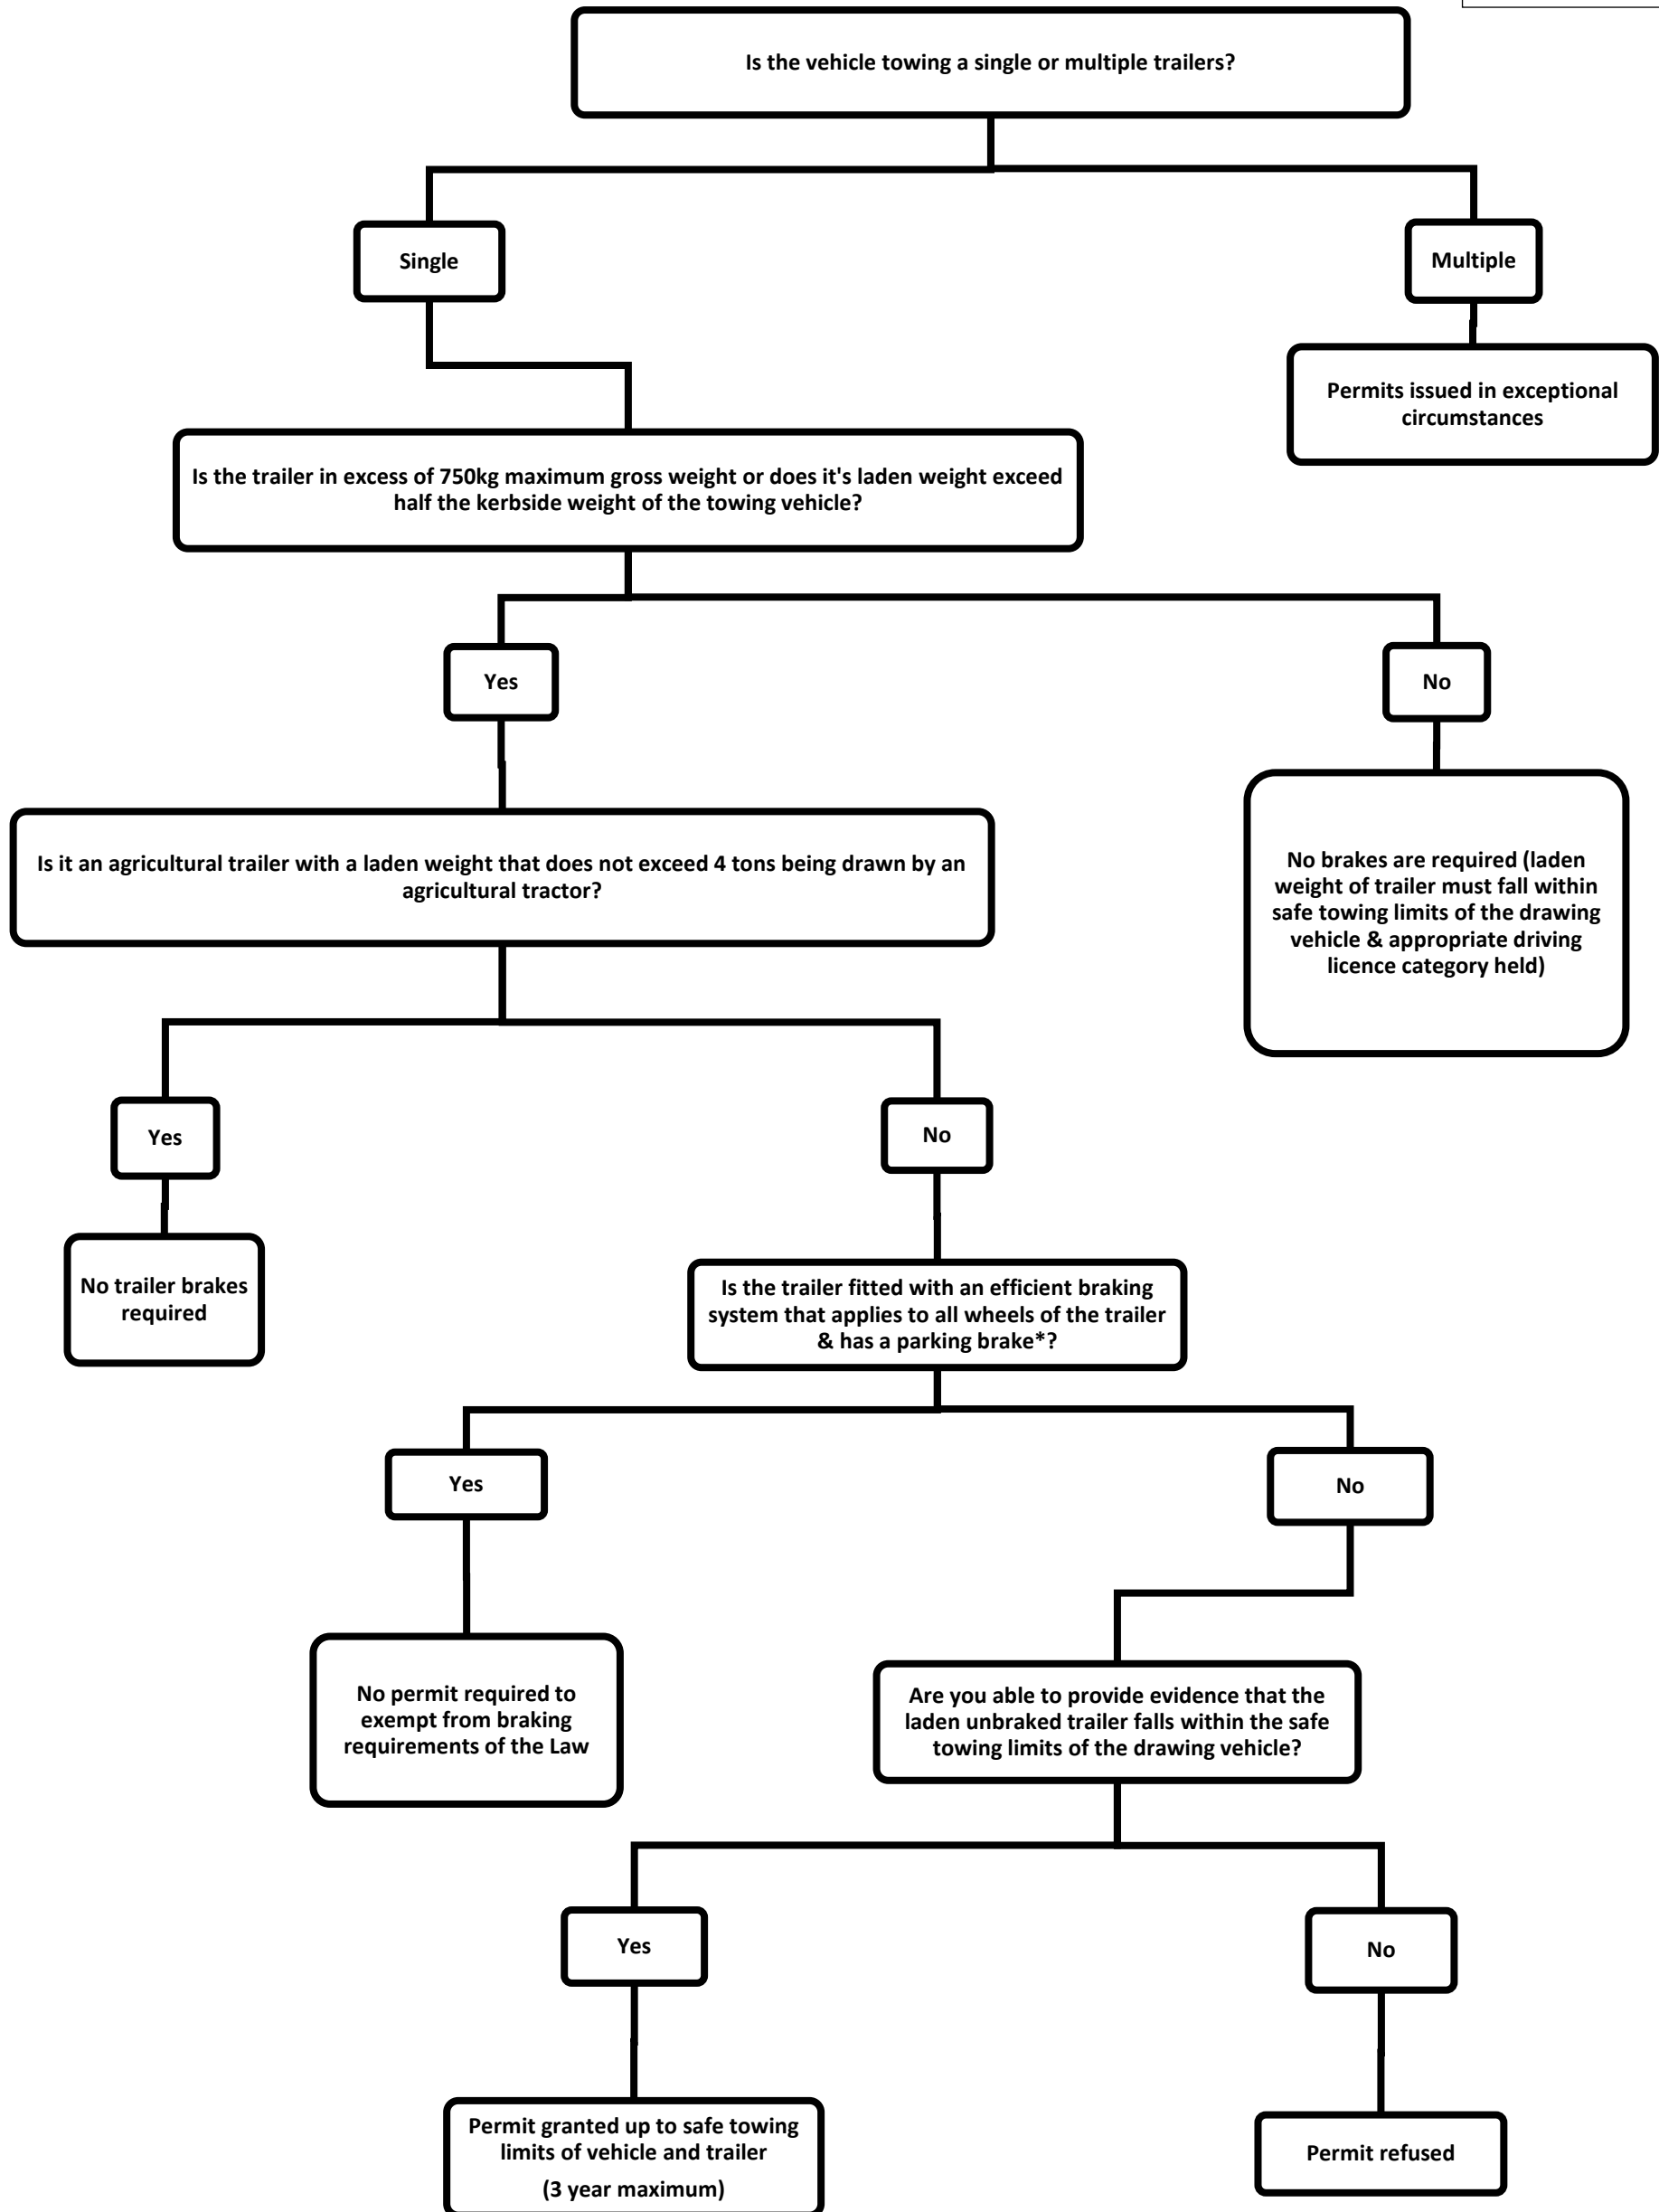 Is the vehicle towing a single or multiple trailers?
Single
Multiple
Permits issued in exceptional
circumstances
Is the trailer in excess of 750kg maximum gross weight or does it's laden weight exceed
half the kerbside weight of the towing vehicle?
Yes
No
Is it an agricultural trailer with a laden weight that does not exceed 4 tons being drawn by an
agricultural tractor?
No brakes are required (laden
weight of trailer must fall within
safe towing limits of the drawing
vehicle & appropriate driving
licence category held)
Yes
No
No trailer brakes
required
Is the trailer fitted with an efficient braking
system that applies to all wheels of the trailer
& has a parking brake*?
Yes
No
No permit required to
exempt from braking
requirements of the Law
Are you able to provide evidence that the
laden unbraked trailer falls within the safe
towing limits of the drawing vehicle?
Yes
No
Permit granted up to safe towing
limits of vehicle and trailer
(3 year maximum)
Permit refused